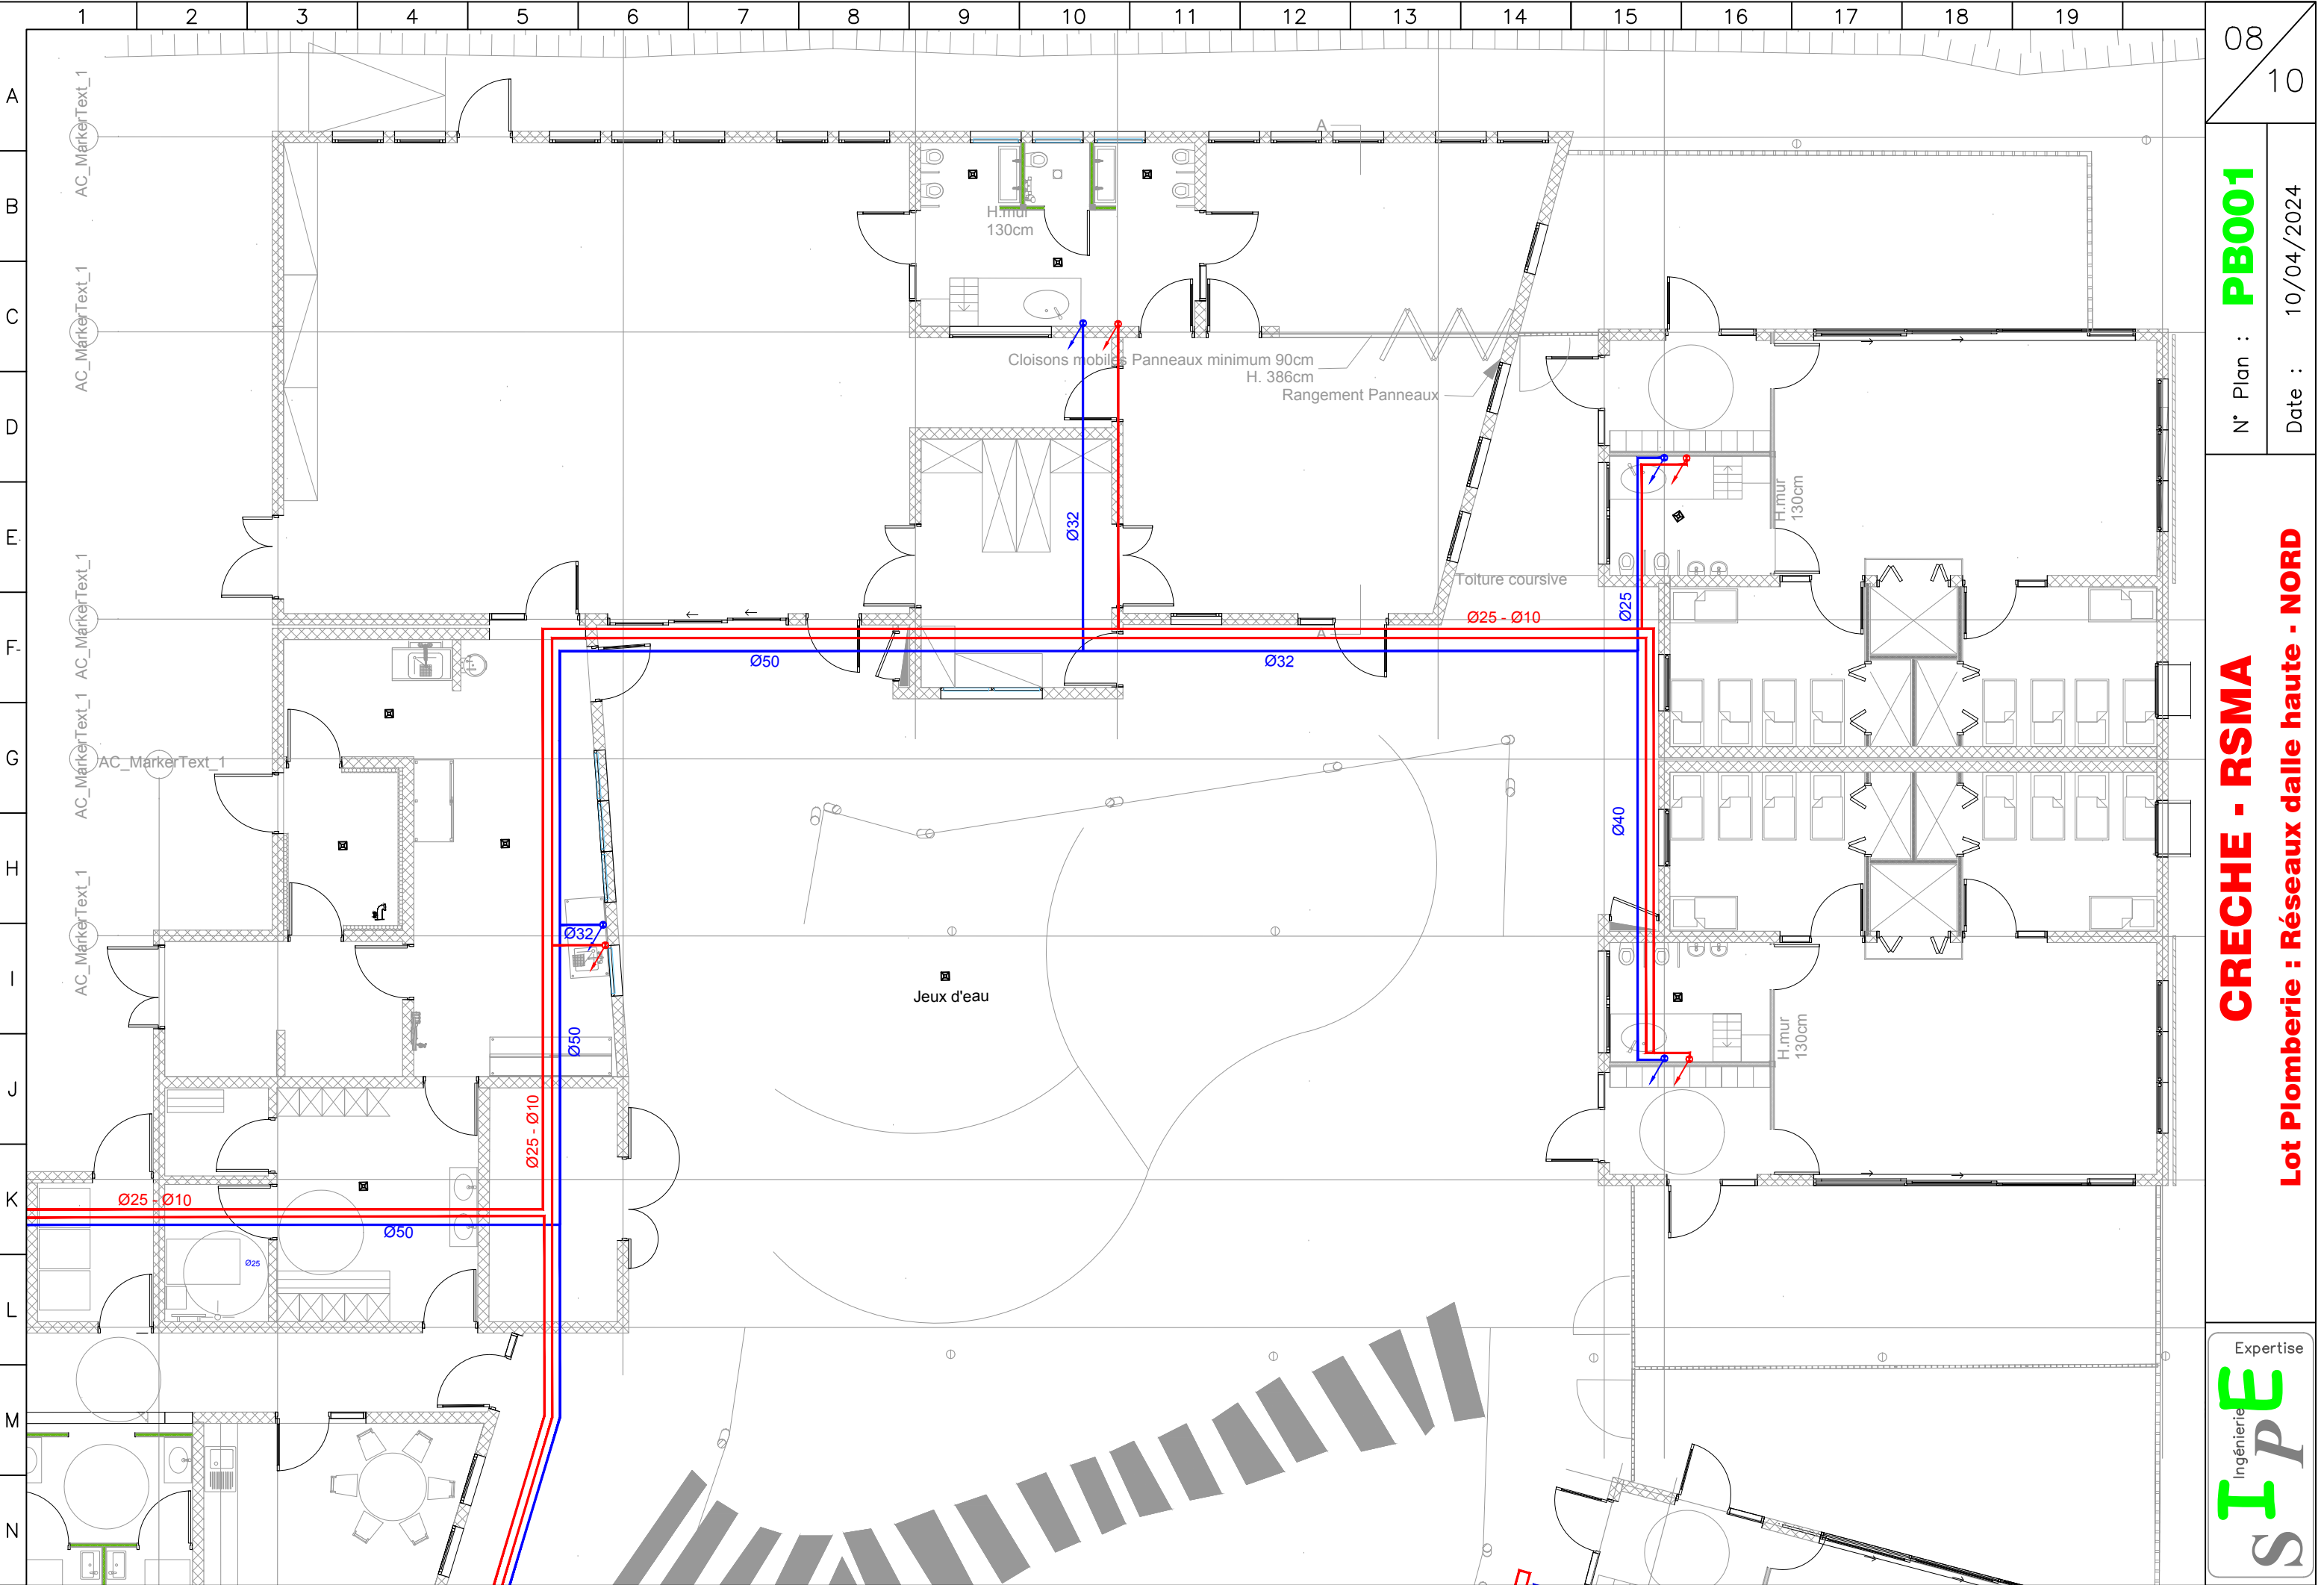 1 2 3 4 5 6 7 8 9 10 11 12 13 14 15 16 17 18 19
A
B
C
D
E
F
G
H
I
J
K
L
M
N
08
10
N° Plan : PB001
Date : 10/04/2024
CRECHE - RSMA
Lot Plomberie : Réseaux dalle haute - NORD
Expertise
Ingénierie
SIPE
AC_MarkerText_1
AC_MarkerText_1
AC_MarkerText_1
AC_MarkerText_1
AC_MarkerText_1
AC_MarkerText_1
A
H.mur
130cm
Cloisons mobiles Panneaux minimum 90cm
H. 386cm
Rangement Panneaux
H.mur
130cm
Ø32
Toiture coursive
Ø25
Ø25 - Ø10
A
Ø50
Ø32
Ø40
Ø32
Jeux d'eau
Ø50
H.mur
130cm
Ø25 - Ø10
Ø25 - Ø10
Ø50
Ø25